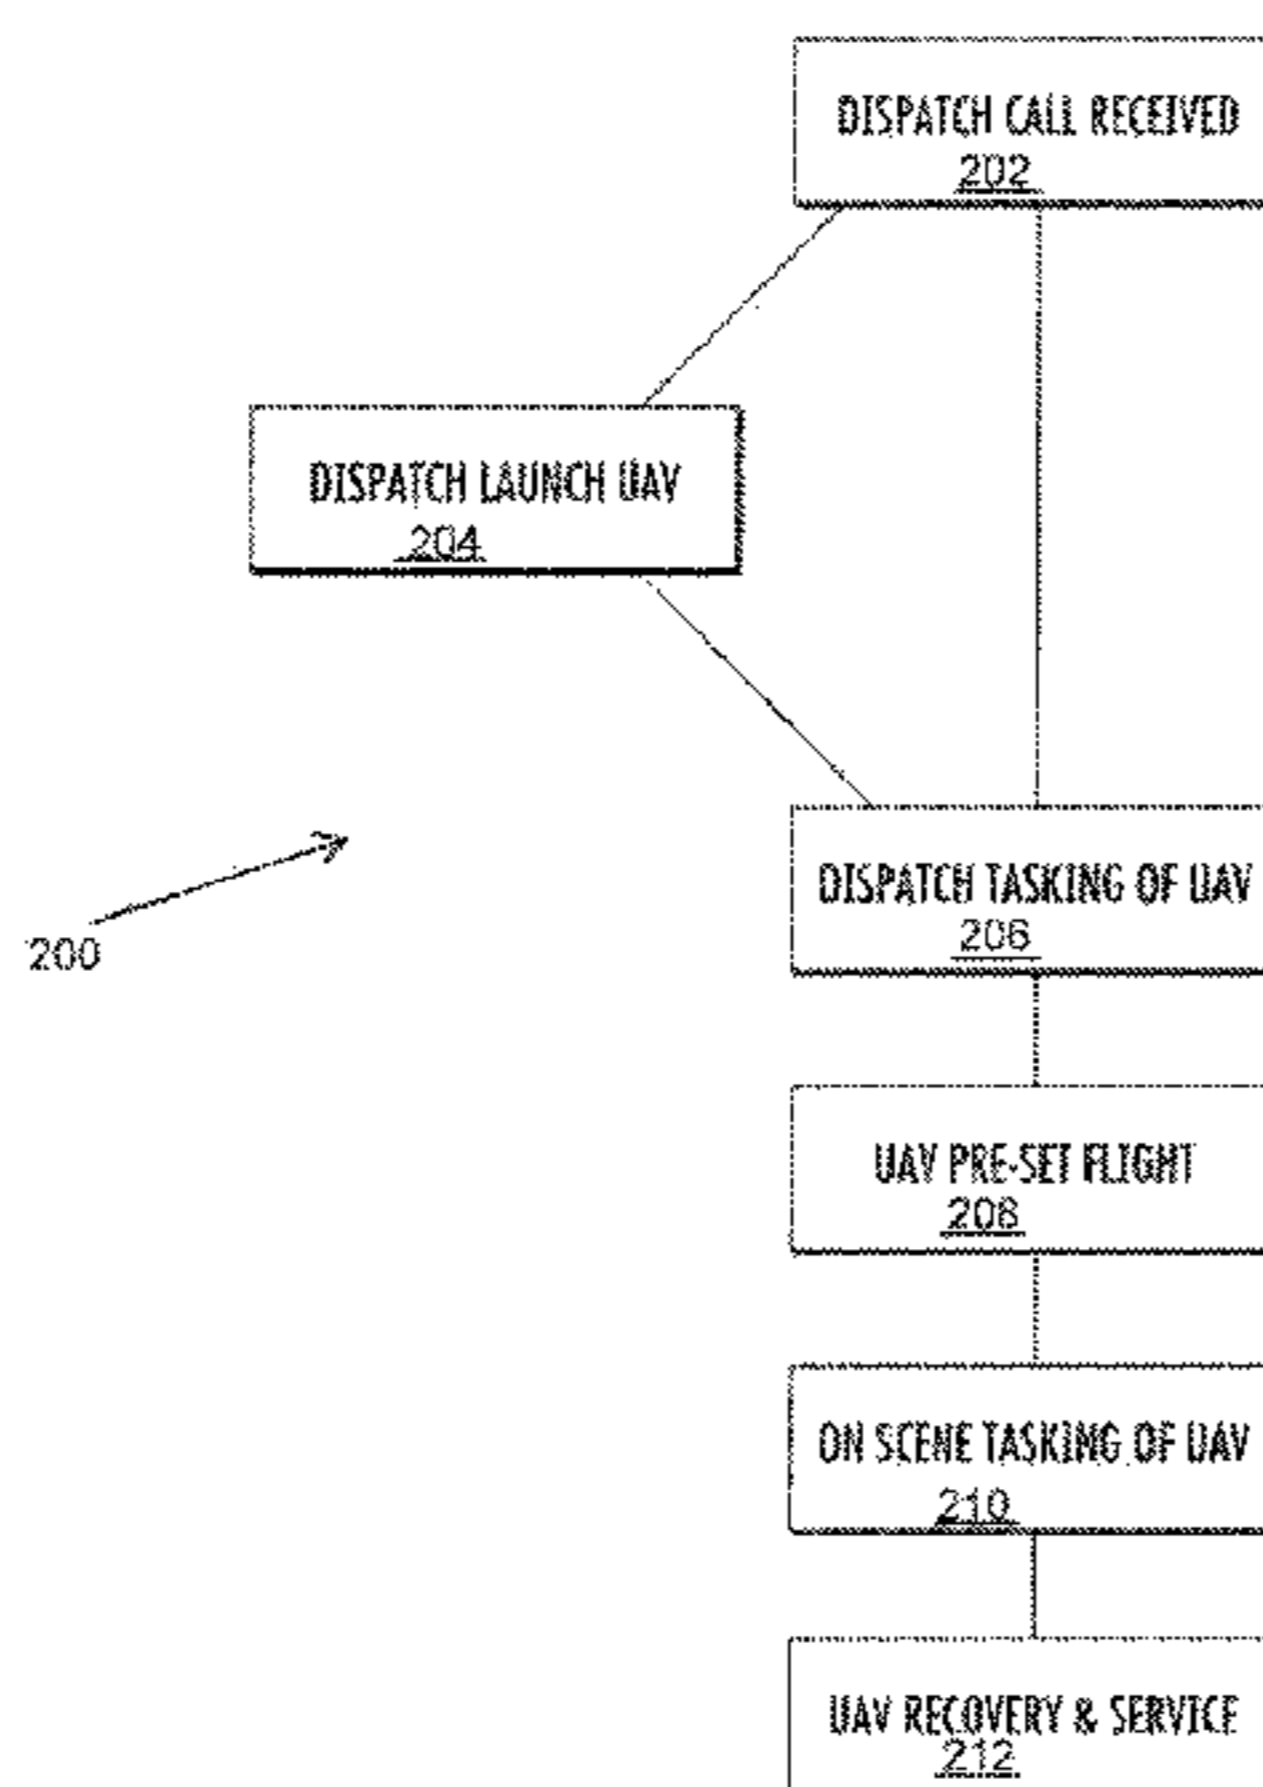 DISPATCH CALL RECEIVED
202
DISPATCH LAUNCH UAV
204
DISPATCH TASKING OF UAV
206
200
UAV PRE-SET FLIGHT
208
ON SCENE TASKING OF UAV
210
UAV RECOVERY & SERVICE
212